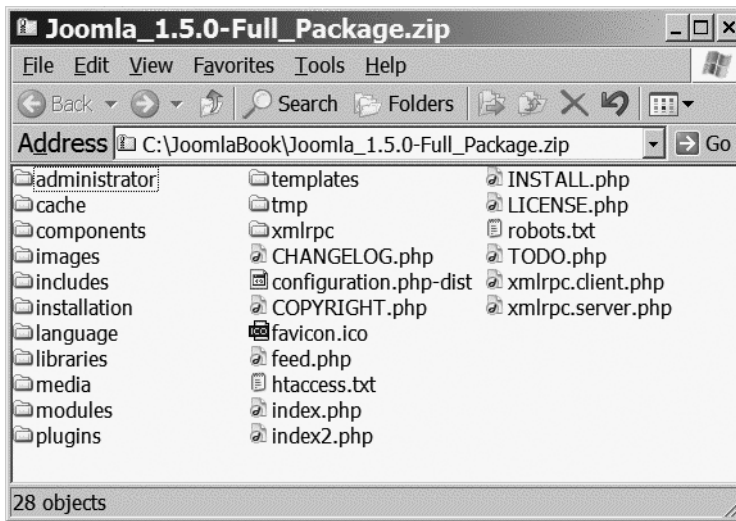 Joomla_1.5.0-Full_Package.zip
File Edit View Favorites Tools Help
Back Search Folders
Address C:\JoomlaBook\Joomla_1.5.0-Full_Package.zip Go
administrator
cache
components
images
includes
installation
language
libraries
media
modules
plugins
templates
tmp
xmlrpc
CHANGELOG.php
configuration.php-dist
COPYRIGHT.php
favicon.ico
feed.php
htaccess.txt
index.php
index2.php
INSTALL.php
LICENSE.php
robots.txt
TODO.php
xmlrpc.client.php
xmlrpc.server.php
28 objects